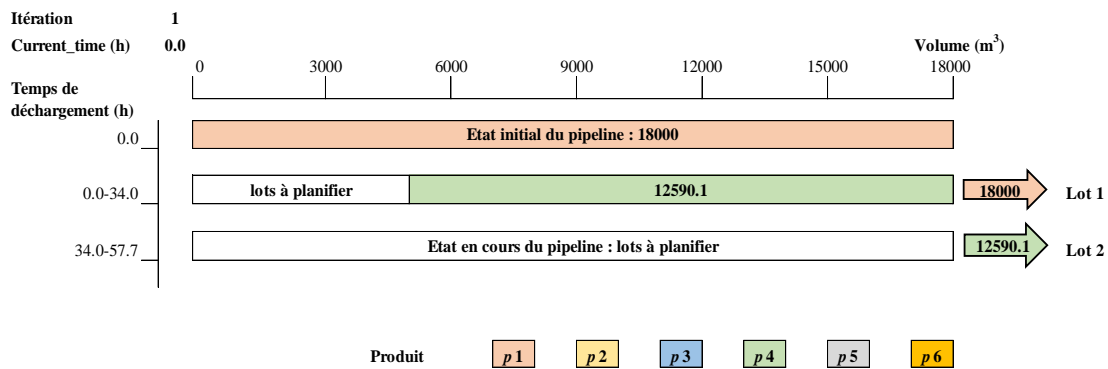 Itération 1
Current_time (h) 0.0 Volume (m³)
0 3000 6000 9000 12000 15000 18000
Temps de
déchargement (h)
0.0 Etat initial du pipeline : 18000
0.0-34.0 lots à planifier 12590.1 18000 Lot 1
34.0-57.7 Etat en cours du pipeline : lots à planifier 12590.1 Lot 2
Produit p 1 p 2 p 3 p 4 p 5 p 6